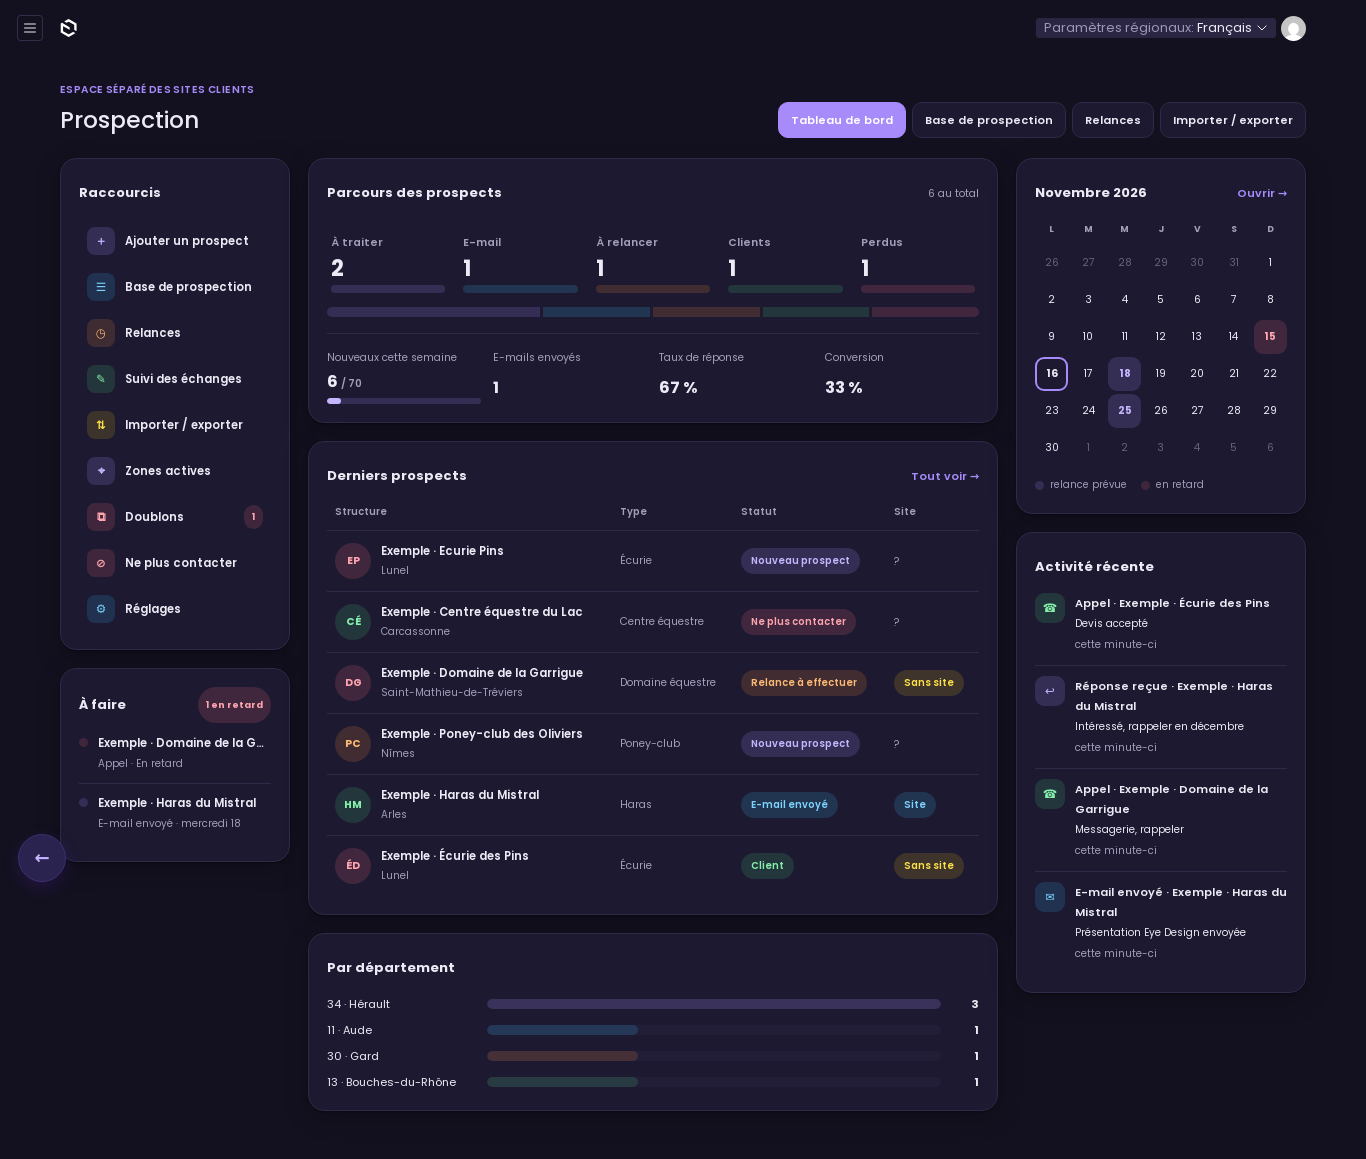 Paramètres régionaux: Français
ESPACE SÉPARÉ DES SITES CLIENTS
Prospection
Tableau de bord
Base de prospection
Relances
Importer / exporter
Raccourcis
Ajouter un prospect
Base de prospection
Relances
Suivi des échanges
Importer / exporter
Zones actives
Doublons 1
Ne plus contacter
Réglages
À faire 1 en retard
Exemple · Domaine de la G…
Appel · En retard
Exemple · Haras du Mistral
E-mail envoyé · mercredi 18
Parcours des prospects 6 au total
À traiter E-mail À relancer Clients Perdus
2 1 1 1 1
Nouveaux cette semaine E-mails envoyés Taux de réponse Conversion
6 / 70 1 67 % 33 %
Derniers prospects Tout voir →
Structure Type Statut Site
EP Exemple · Ecurie Pins Écurie Nouveau prospect ?
Lunel
CÉ Exemple · Centre équestre du Lac Centre équestre Ne plus contacter ?
Carcassonne
DG Exemple · Domaine de la Garrigue Domaine équestre Relance à effectuer Sans site
Saint-Mathieu-de-Tréviers
PC Exemple · Poney-club des Oliviers Poney-club Nouveau prospect ?
Nîmes
HM Exemple · Haras du Mistral Haras E-mail envoyé Site
Arles
ÉD Exemple · Écurie des Pins Écurie Client Sans site
Lunel
Par département
34 · Hérault 3
11 · Aude 1
30 · Gard 1
13 · Bouches-du-Rhône 1
Novembre 2026 Ouvrir →
L M M J V S D
26 27 28 29 30 31 1
2 3 4 5 6 7 8
9 10 11 12 13 14 15
16 17 18 19 20 21 22
23 24 25 26 27 28 29
30 1 2 3 4 5 6
relance prévue en retard
Activité récente
Appel · Exemple · Écurie des Pins
Devis accepté
cette minute-ci
Réponse reçue · Exemple · Haras
du Mistral
Intéressé, rappeler en décembre
cette minute-ci
Appel · Exemple · Domaine de la
Garrigue
Messagerie, rappeler
cette minute-ci
E-mail envoyé · Exemple · Haras du
Mistral
Présentation Eye Design envoyée
cette minute-ci